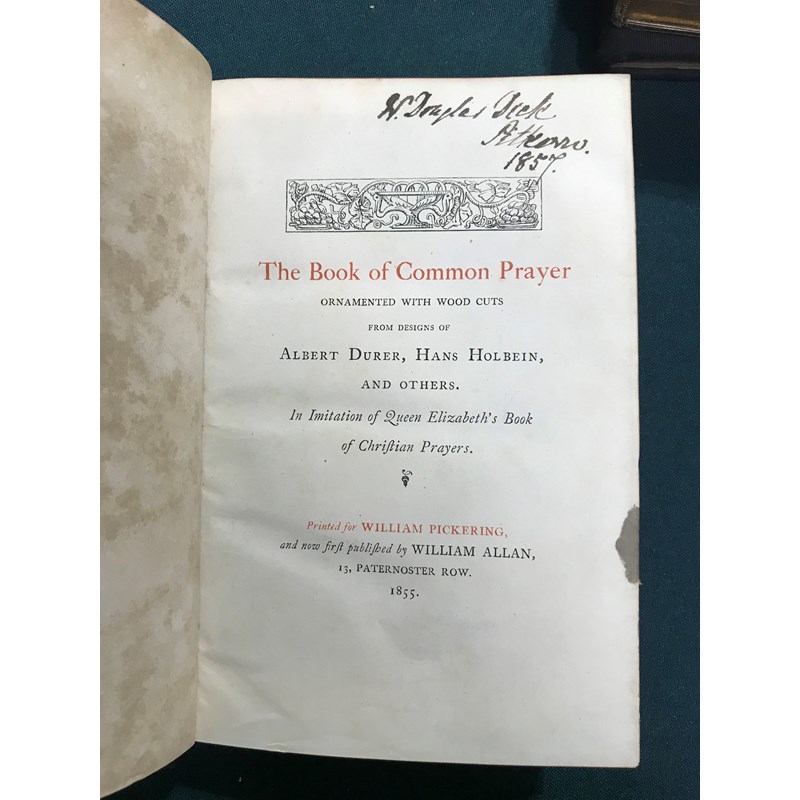 W. Douglas Dick
1857.
The Book of Common Prayer
ORNAMENTED WITH WOOD CUTS
FROM DESIGNS OF
ALBERT DURER, HANS HOLBEIN,
AND OTHERS.
In Imitation of Queen Elizabeth's Book
of Chriſtian Prayers.
Printed for WILLIAM PICKERING,
and now firſt publiſhed by WILLIAM ALLAN,
13, PATERNOSTER ROW.
1855.